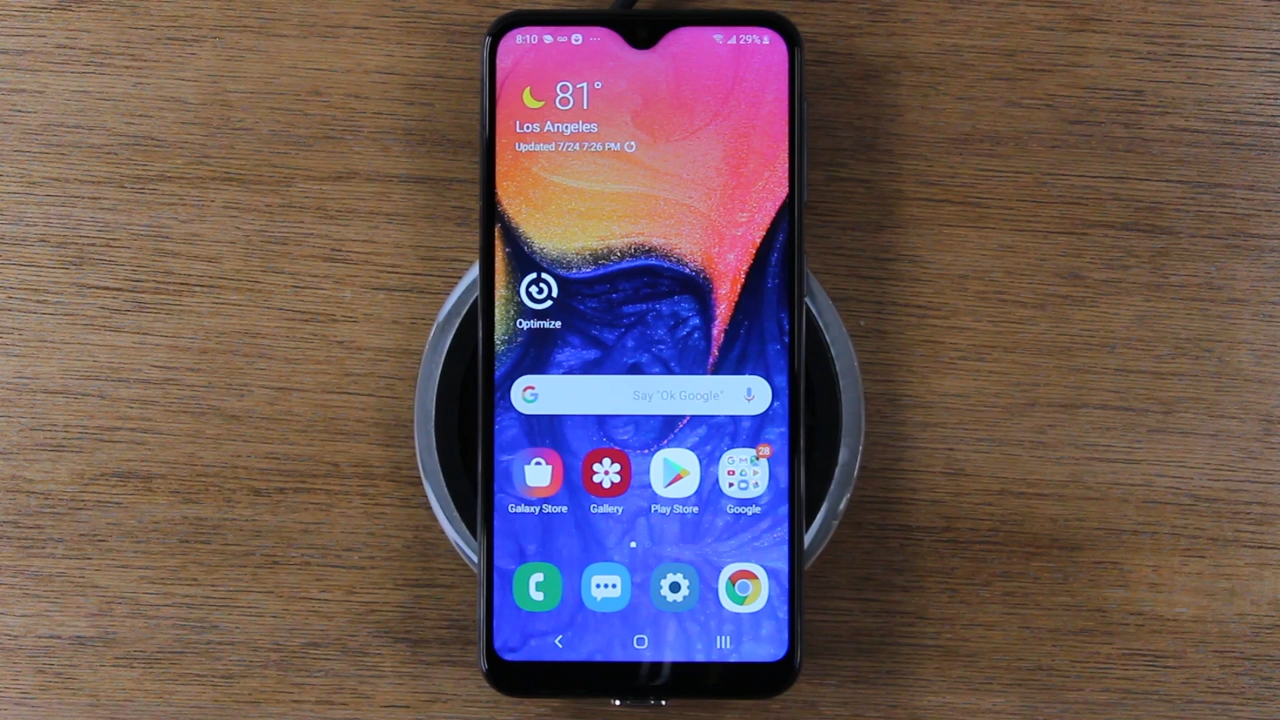 8:10
29%
81°
Los Angeles
Updated 7/24 7:26 PM
Optimize
G Say "Ok Google"
28
Galaxy Store
Gallery
Play Store
Google